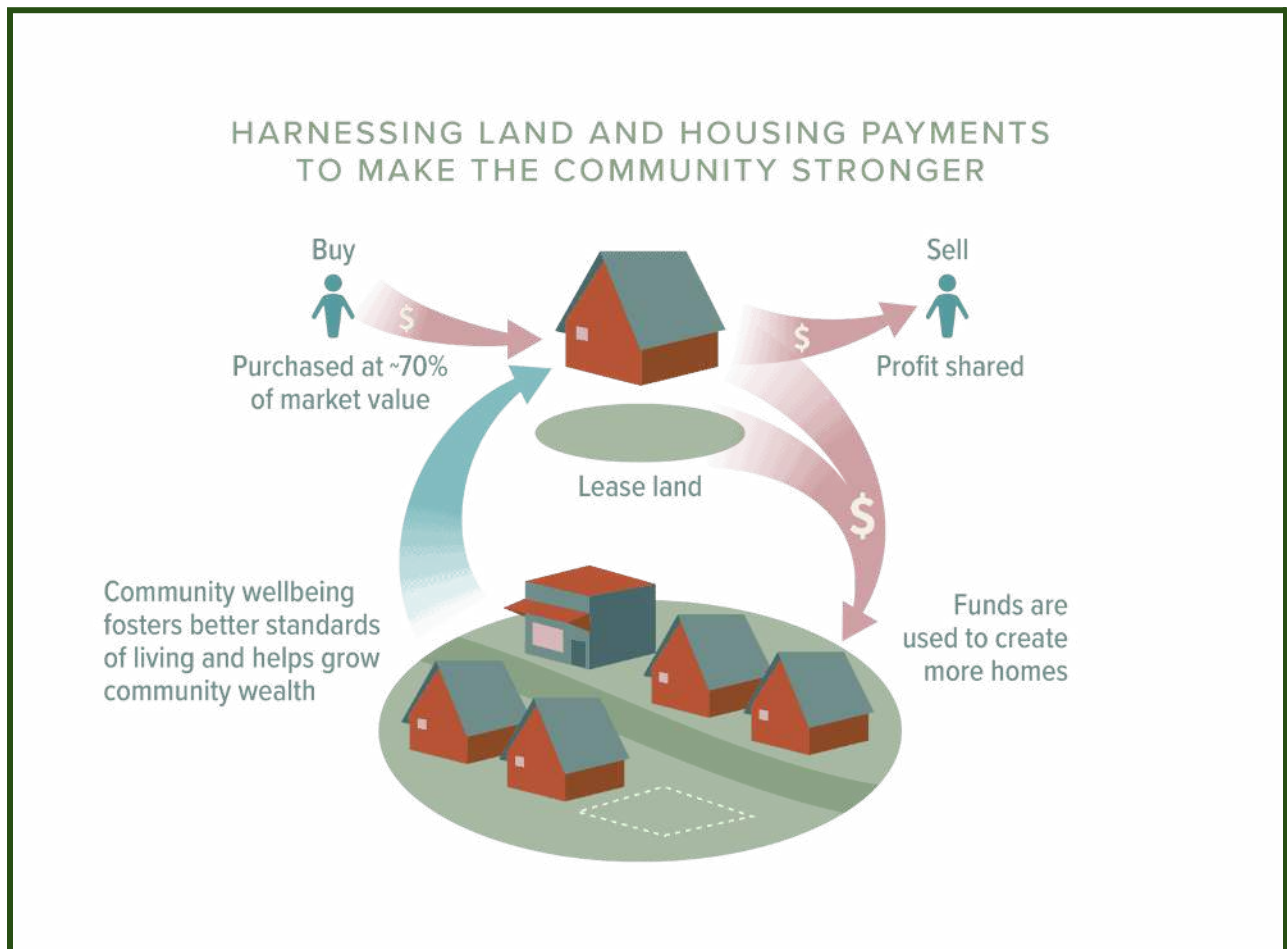 HARNESSING LAND AND HOUSING PAYMENTS
TO MAKE THE COMMUNITY STRONGER
Buy
$
Purchased at ~70%
of market value
Sell
$
Profit shared
Lease land
$
Community wellbeing
fosters better standards
of living and helps grow
community wealth
Funds are
used to create
more homes